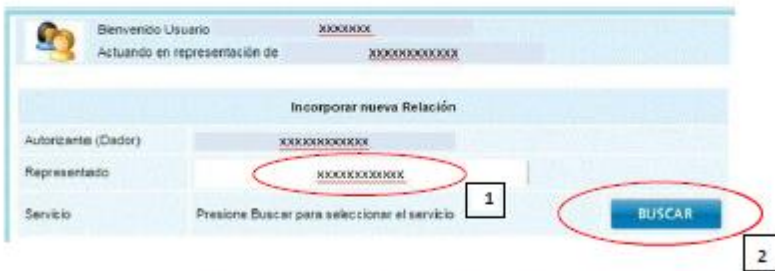 Bienvenido Usuario xxxxxxx
Actuando en representación de xxxxxxxxxxxx
Incorporar nueva Relación
Autorizante (Dador) xxxxxxxxxxxx
Representado xxxxxxxxxxxx
1
Servicio Presione Buscar para seleccionar el servicio BUSCAR
2